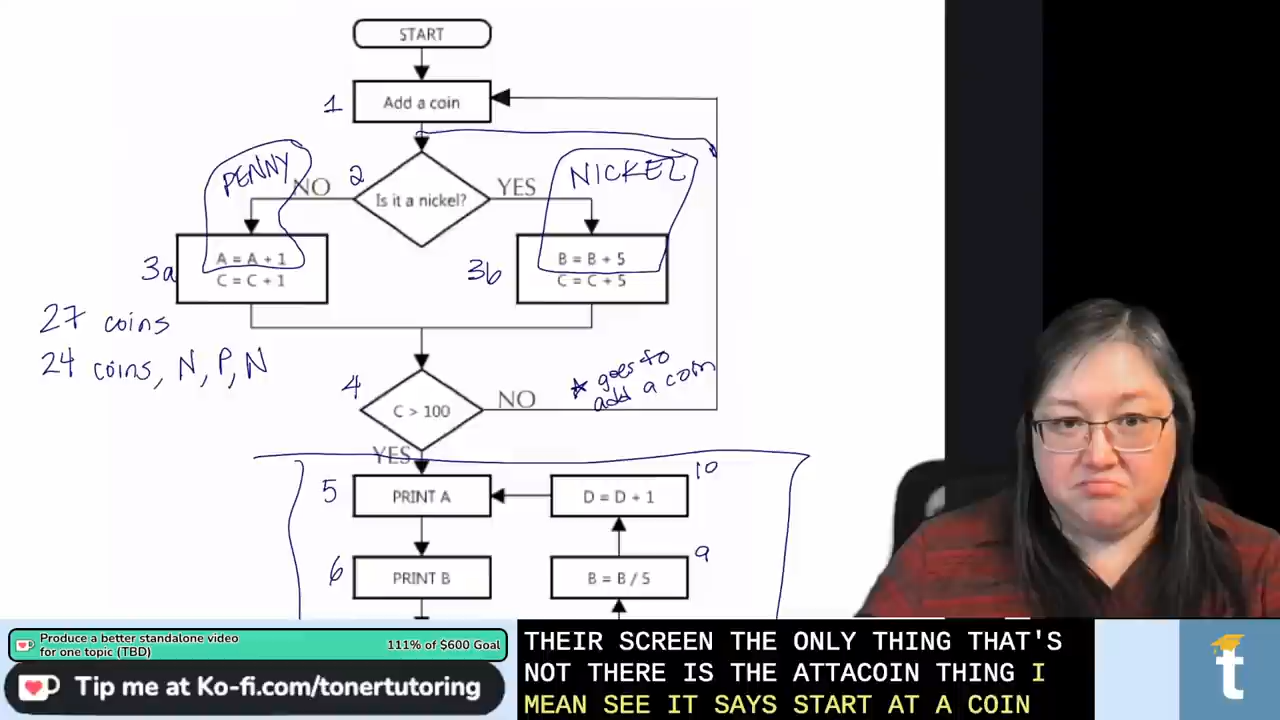 START
1
Add a coin
PENNY
NO
2
Is it a nickel?
YES
NICKEL
3a
A = A + 1
C = C + 1
3b
B = B + 5
C = C + 5
27 coins
24 coins, N, P, N
4
C > 100
NO
* goes to
add a coin
YES
5
PRINT A
D = D + 1
10
6
PRINT B
B = B / 5
9
Produce a better standalone video
for one topic (TBD)
111% of $600 Goal
Tip me at Ko-fi.com/tonertutoring
THEIR SCREEN THE ONLY THING THAT'S
NOT THERE IS THE ATTACOIN THING I
MEAN SEE IT SAYS START AT A COIN
t